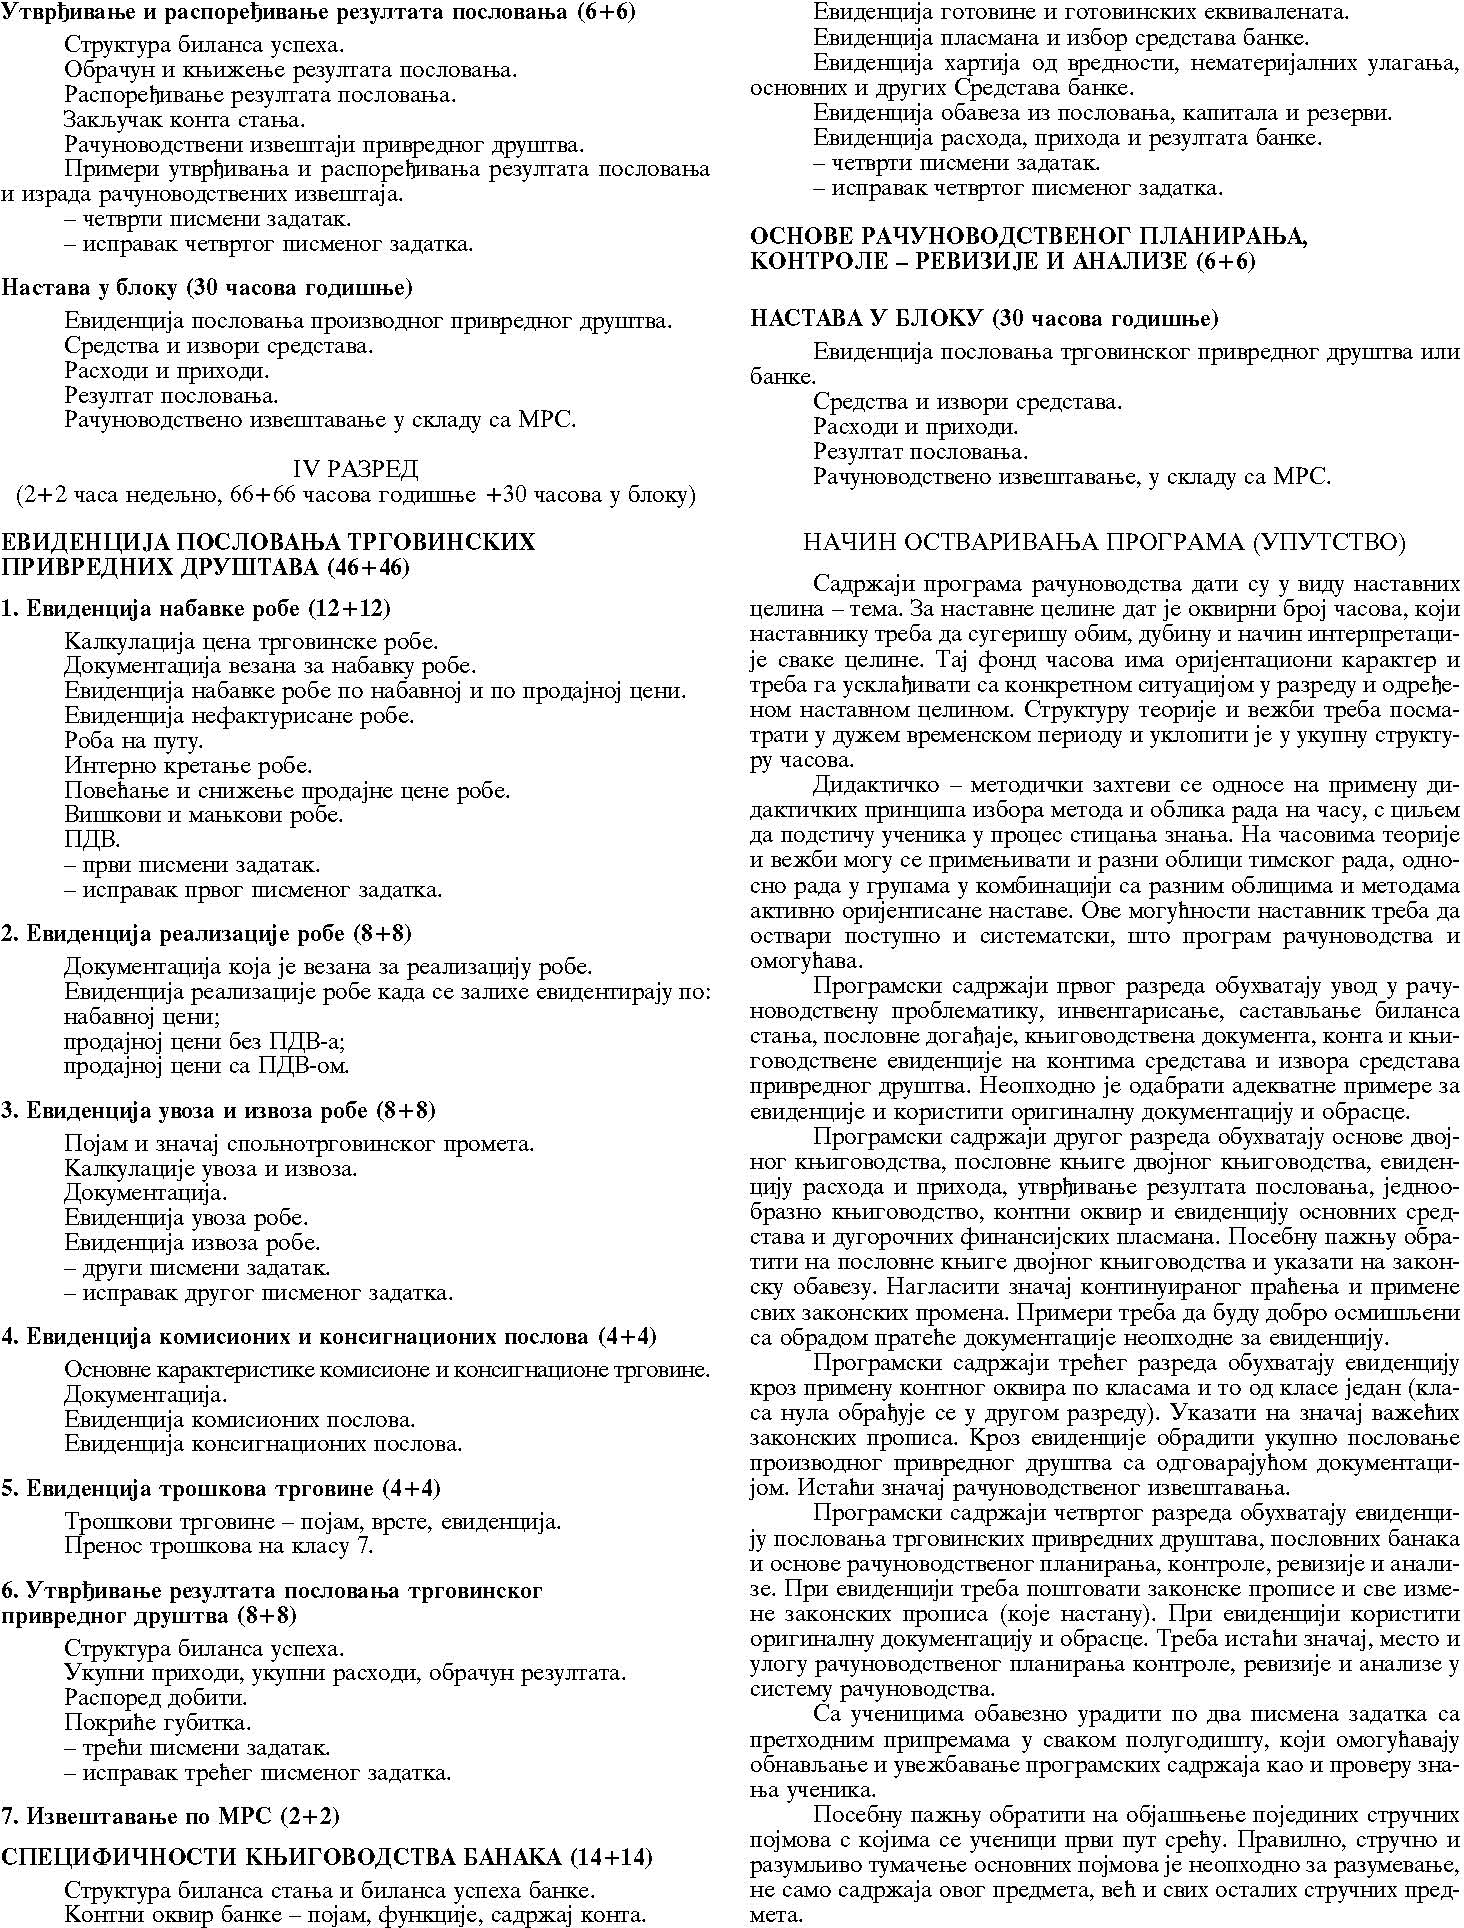 Утврђивање и распоређивање резултата пословања (6+6)
Структура биланса успеха.
Обрачун и књижење резултата пословања.
Распоређивање резултата пословања.
Закључак конта стања.
Рачуноводствени извештаји привредног друштва.
Примери утврђивања и распоређивања резултата пословања
и израда рачуноводствених извештаја.
– четврти писмени задатак.
– исправак четвртог писменог задатка.
Настава у блоку (30 часова годишње)
Евиденција пословања производног привредног друштва.
Средства и извори средстава.
Расходи и приходи.
Резултат пословања.
Рачуноводствено извештавање у складу са МРС.
IV РАЗРЕД
(2+2 часа недељно, 66+66 часова годишње +30 часова у блоку)
ЕВИДЕНЦИЈА ПОСЛОВАЊА ТРГОВИНСКИХ
ПРИВРЕДНИХ ДРУШТАВА (46+46)
1. Евиденција набавке робе (12+12)
Калкулација цена трговинске робе.
Документација везана за набавку робе.
Евиденција набавке робе по набавној и по продајној цени.
Евиденција нефактурисане робе.
Роба на путу.
Интерно кретање робе.
Повећање и снижење продајне цене робе.
Вишкови и мањкови робе.
ПДВ.
– први писмени задатак.
– исправак првог писменог задатка.
2. Евиденција реализације робе (8+8)
Документација која је везана за реализацију робе.
Евиденција реализације робе када се залихе евидентирају по:
набавној цени;
продајној цени без ПДВ-а;
продајној цени са ПДВ-ом.
3. Евиденција увоза и извоза робе (8+8)
Појам и значај спољнотрговинског промета.
Калкулације увоза и извоза.
Документација.
Евиденција увоза робе.
Евиденција извоза робе.
– други писмени задатак.
– исправак другог писменог задатка.
4. Евиденција комисионих и консигнационих послова (4+4)
Основне карактеристике комисионе и консигнационе трговине.
Документација.
Евиденција комисионих послова.
Евиденција консигнационих послова.
5. Евиденција трошкова трговине (4+4)
Трошкови трговине – појам, врсте, евиденција.
Пренос трошкова на класу 7.
6. Утврђивање резултата пословања трговинског
привредног друштва (8+8)
Структура биланса успеха.
Укупни приходи, укупни расходи, обрачун резултата.
Распоред добити.
Покриће губитка.
– трећи писмени задатак.
– исправак трећег писменог задатка.
7. Извештавање по МРС (2+2)
СПЕЦИФИЧНОСТИ КЊИГОВОДСТВА БАНАКА (14+14)
Структура биланса стања и биланса успеха банке.
Контни оквир банке – појам, функције, садржај конта.
Евиденција готовине и готовинских еквивалената.
Евиденција пласмана и избор средстава банке.
Евиденција хартија од вредности, нематеријалних улагања,
основних и других Средстава банке.
Евиденција обавеза из пословања, капитала и резерви.
Евиденција расхода, прихода и резултата банке.
– четврти писмени задатак.
– исправак четвртог писменог задатка.
ОСНОВЕ РАЧУНОВОДСТВЕНОГ ПЛАНИРАЊА,
КОНТРОЛЕ – РЕВИЗИЈЕ И АНАЛИЗЕ (6+6)
НАСТАВА У БЛОКУ (30 часова годишње)
Евиденција пословања трговинског привредног друштва или
банке.
Средства и извори средстава.
Расходи и приходи.
Резултат пословања.
Рачуноводствено извештавање, у складу са МРС.
НАЧИН ОСТВАРИВАЊА ПРОГРАМА (УПУТСТВО)
Садржаји програма рачуноводства дати су у виду наставних
целина – тема. За наставне целине дат је оквирни број часова, који
наставнику треба да сугеришу обим, дубину и начин интерпретаци-
је сваке целине. Тај фонд часова има оријентациони карактер и
треба га усклађивати са конкретном ситуацијом у разреду и одређе-
ном наставном целином. Структуру теорије и вежби треба посма-
трати у дужем временском периоду и уклопити је у укупну структу-
ру часова.
Дидактичко – методички захтеви се односе на примену ди-
дактичких принципа избора метода и облика рада на часу, с циљем
да подстичу ученика у процес стицања знања. На часовима теорије
и вежби могу се примењивати и разни облици тимског рада, одно-
сно рада у групама у комбинацији са разним облицима и методама
активно оријентисане наставе. Ове могућности наставник треба да
оствари поступно и систематски, што програм рачуноводства и
омогућава.
Програмски садржаји првог разреда обухватају увод у рачу-
новодствену проблематику, инвентарисање, састављање биланса
стања, пословне догађаје, књиговодствена документа, конта и књи-
говодствене евиденције на контима средстава и извора средстава
привредног друштва. Неопходно је одабрати адекватне примере за
евиденције и користити оригиналну документацију и обрасце.
Програмски садржаји другог разреда обухватају основе двој-
ног књиговодства, пословне књиге двојног књиговодства, евиден-
цију расхода и прихода, утврђивање резултата пословања, једноо-
бразно књиговодство, контни оквир и евиденцију основних сред-
става и дугорочних финансијских пласмана. Посебну пажњу обра-
тити на пословне књиге двојног књиговодства и указати на закон-
ску обавезу. Нагласити значај континуираног праћења и примене
свих законских промена. Примери треба да буду добро осмишљени
са обрадом пратеће документације неопходне за евиденцију.
Програмски садржаји трећег разреда обухватају евиденцију
кроз примену контног оквира по класама и то од класе један (кла-
са нула обрађује се у другом разреду). Указати на значај важећих
законских прописа. Кроз евиденције обрадити укупно пословање
производног привредног друштва са одговарајућом документаци-
јом. Истаћи значај рачуноводственог извештавања.
Програмски садржаји четвртог разреда обухватају евиденци-
ју пословања трговинских привредних друштава, пословних банака
и основе рачуноводственог планирања, контроле, ревизије и анали-
зе. При евиденцији треба поштовати законске прописе и све изме-
не законских прописа (које настану). При евиденцији користити
оригиналну документацију и обрасце. Треба истаћи значај, место и
улогу рачуноводственог планирања контроле, ревизије и анализе у
систему рачуноводства.
Са ученицима обавезно урадити по два писмена задатка са
претходним припремама у сваком полугодишту, који омогућавају
обнављање и увежбавање програмских садржаја као и проверу зна-
ња ученика.
Посебну пажњу обратити на објашњење појединих стручних
појмова с којима се ученици први пут срећу. Правилно, стручно и
разумљиво тумачење основних појмова је неопходно за разумевање,
не само садржаја овог предмета, већ и свих осталих стручних пред-
мета.